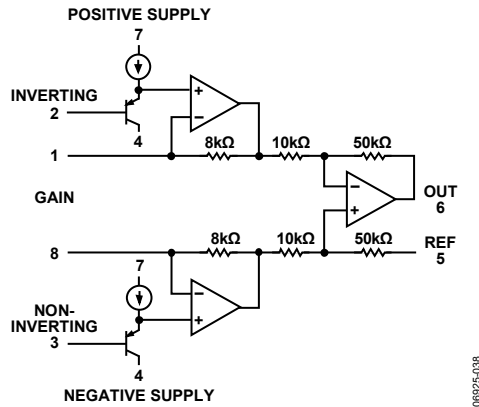 POSITIVE SUPPLY
7
INVERTING
2
4
+
−
8kΩ
10kΩ
50kΩ
1
−
+
OUT
6
GAIN
8kΩ
10kΩ
50kΩ
REF
5
8
7
−
+
NON-
INVERTING
3
4
NEGATIVE SUPPLY
06925-038